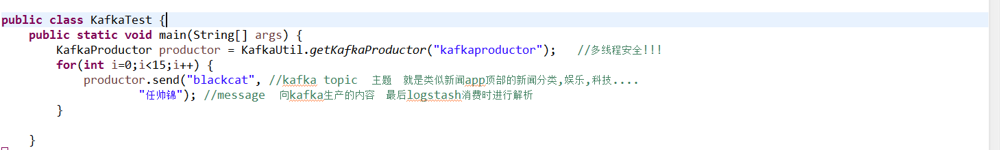 public class KafkaTest {
public static void main(String[] args) {
KafkaProductor productor = KafkaUtil.getKafkaProductor("kafkaproductor");   //多线程安全!!!
for(int i=0;i<15;i++) {
productor.send("blackcat", //kafka topic  主题  就是类似新闻app顶部的新闻分类,娱乐,科技....
"任帅锦"); //message  向kafka生产的内容  最后logstash消费时进行解析
}
}